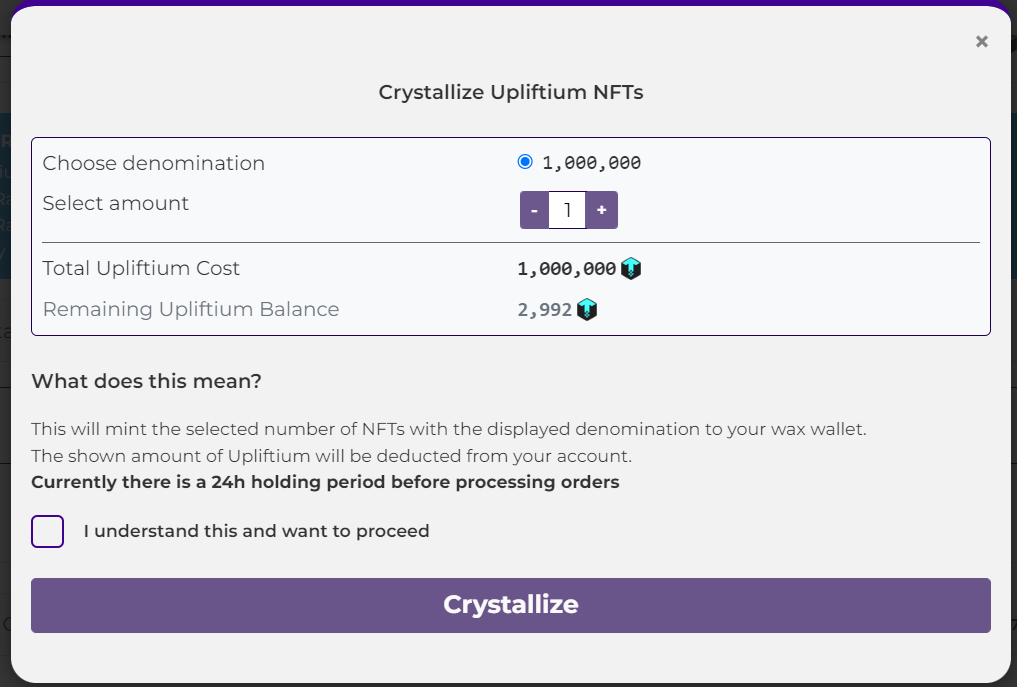 ×
Crystallize Upliftium NFTs
Choose denomination 1,000,000
Select amount - 1 +
Total Upliftium Cost 1,000,000
Remaining Upliftium Balance 2,992
What does this mean?
This will mint the selected number of NFTs with the displayed denomination to your wax wallet.
The shown amount of Upliftium will be deducted from your account.
Currently there is a 24h holding period before processing orders
I understand this and want to proceed
Crystallize